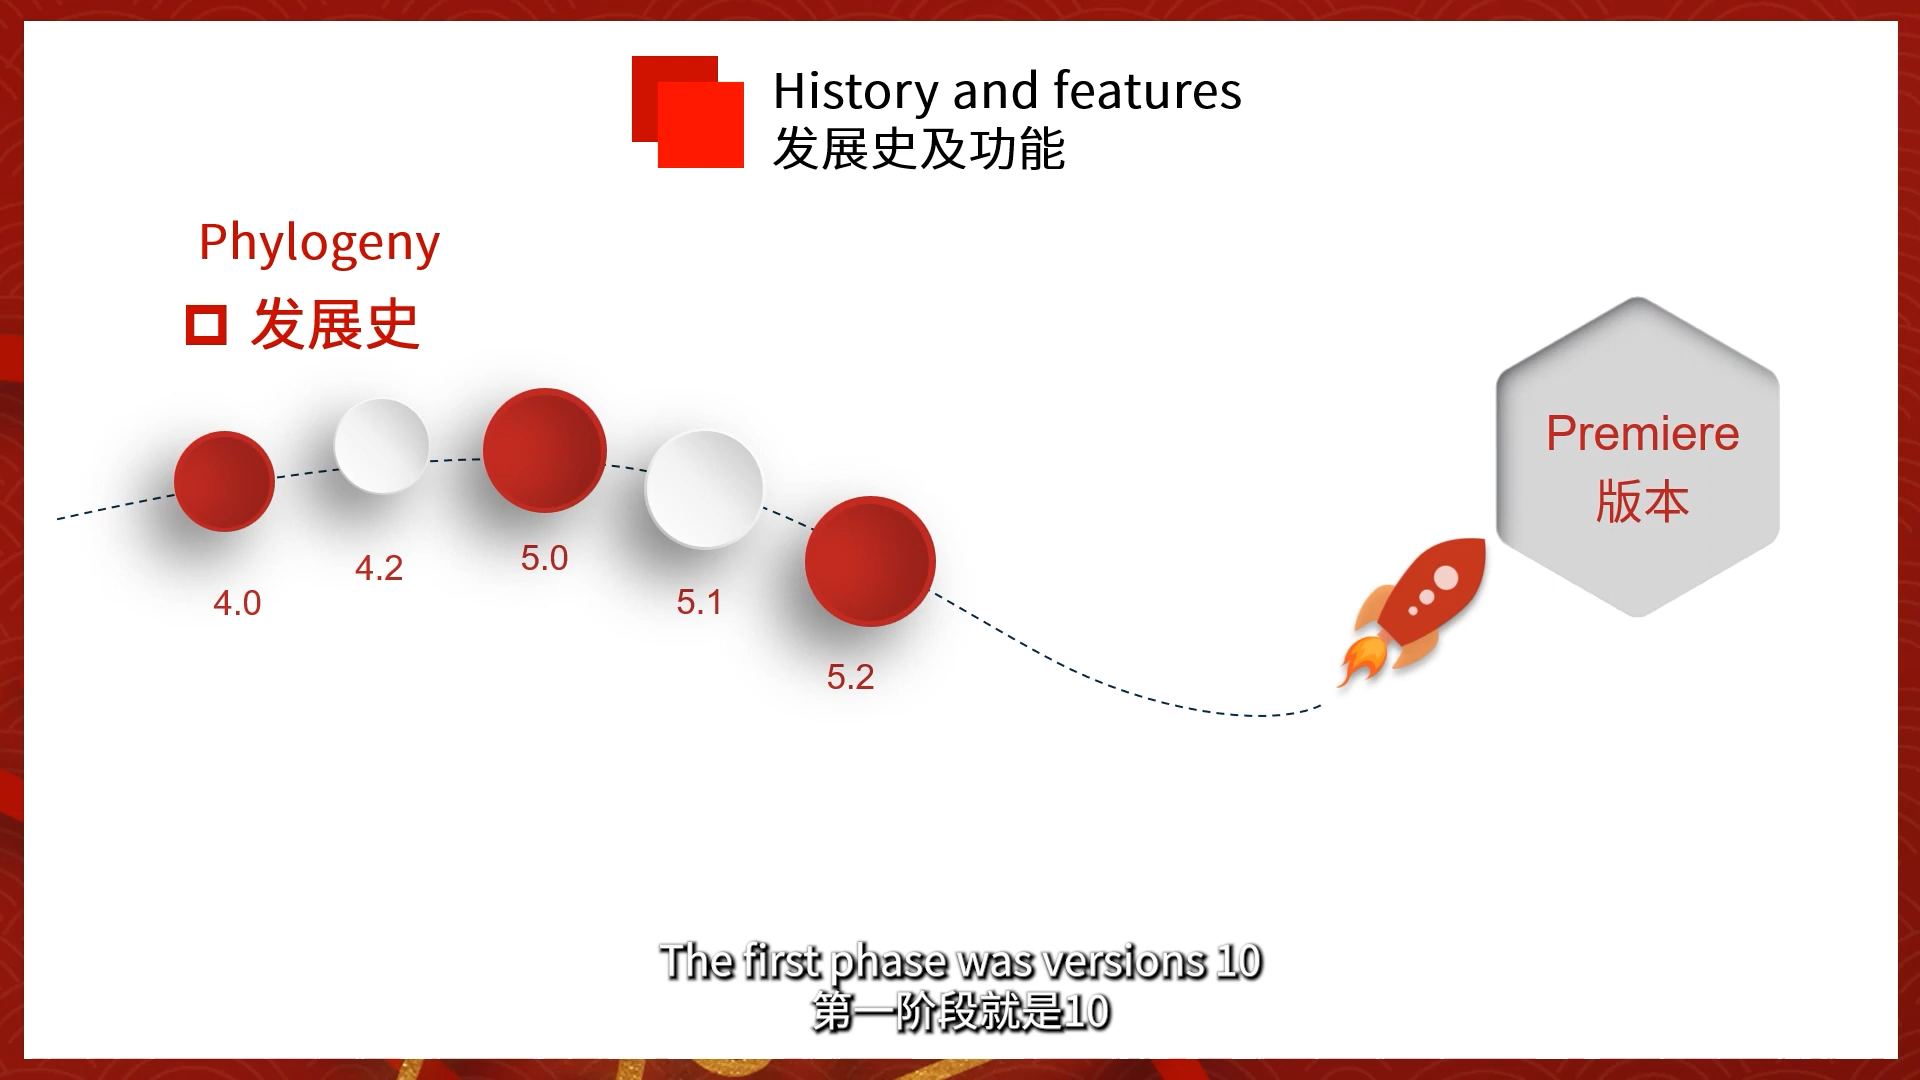 History and features
发展史及功能
Phylogeny
发展史
4.0
4.2
5.0
5.1
5.2
Premiere
版本
The first phase was versions 10
第一阶段就是10